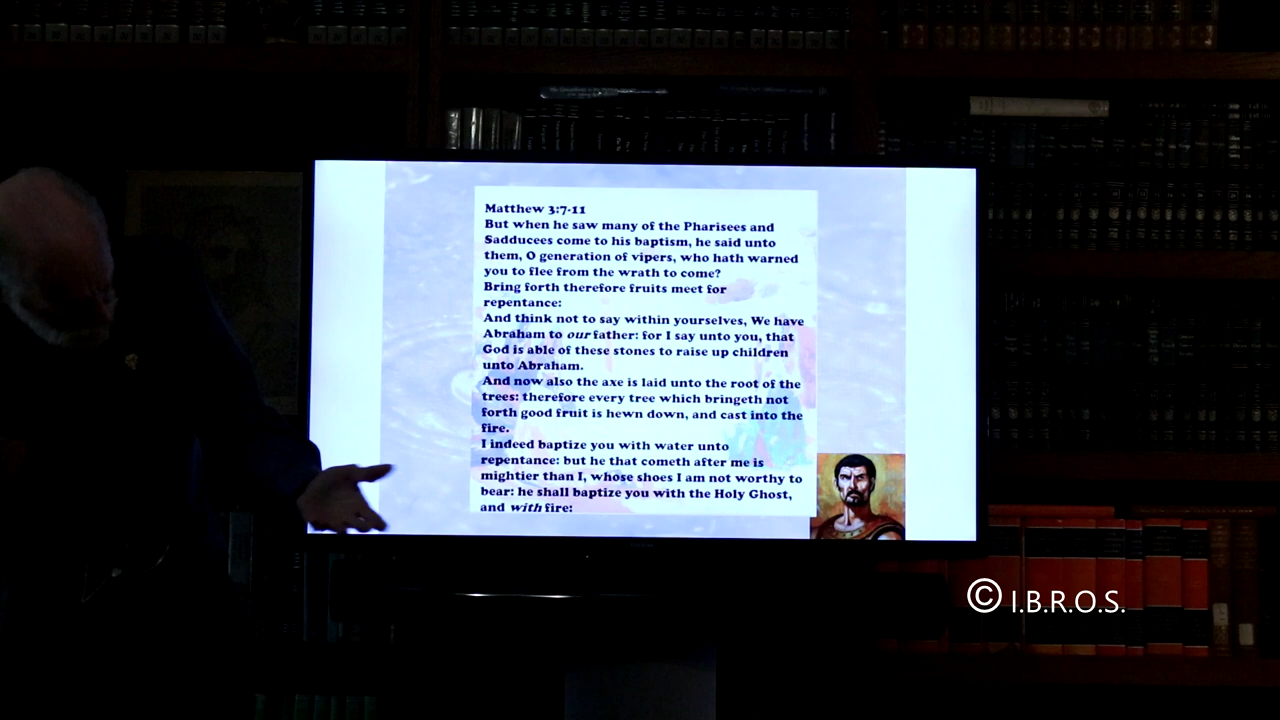 Matthew 3:7-11
But when he saw many of the Pharisees and
Sadducees come to his baptism, he said unto
them, O generation of vipers, who hath warned
you to flee from the wrath to come?
Bring forth therefore fruits meet for
repentance:
And think not to say within yourselves, We have
Abraham to our father: for I say unto you, that
God is able of these stones to raise up children
unto Abraham.
And now also the axe is laid unto the root of the
trees: therefore every tree which bringeth not
forth good fruit is hewn down, and cast into the
fire.
I indeed baptize you with water unto
repentance: but he that cometh after me is
mightier than I, whose shoes I am not worthy to
bear: he shall baptize you with the Holy Ghost,
and with fire:
© I.B.R.O.S.